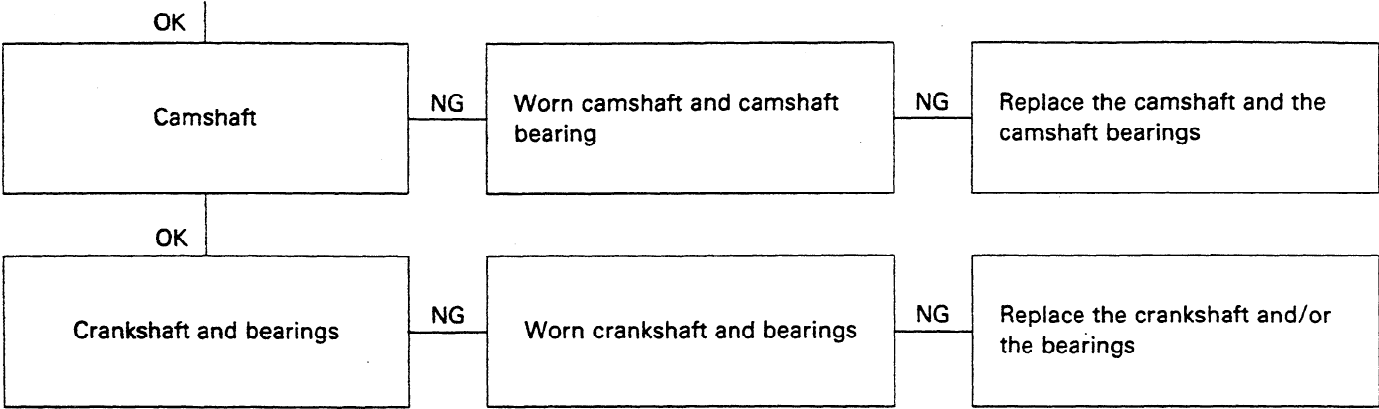 OK
Camshaft
NG
Worn camshaft and camshaft
bearing
NG
Replace the camshaft and the
camshaft bearings
OK
Crankshaft and bearings
NG
Worn crankshaft and bearings
NG
Replace the crankshaft and/or
the bearings